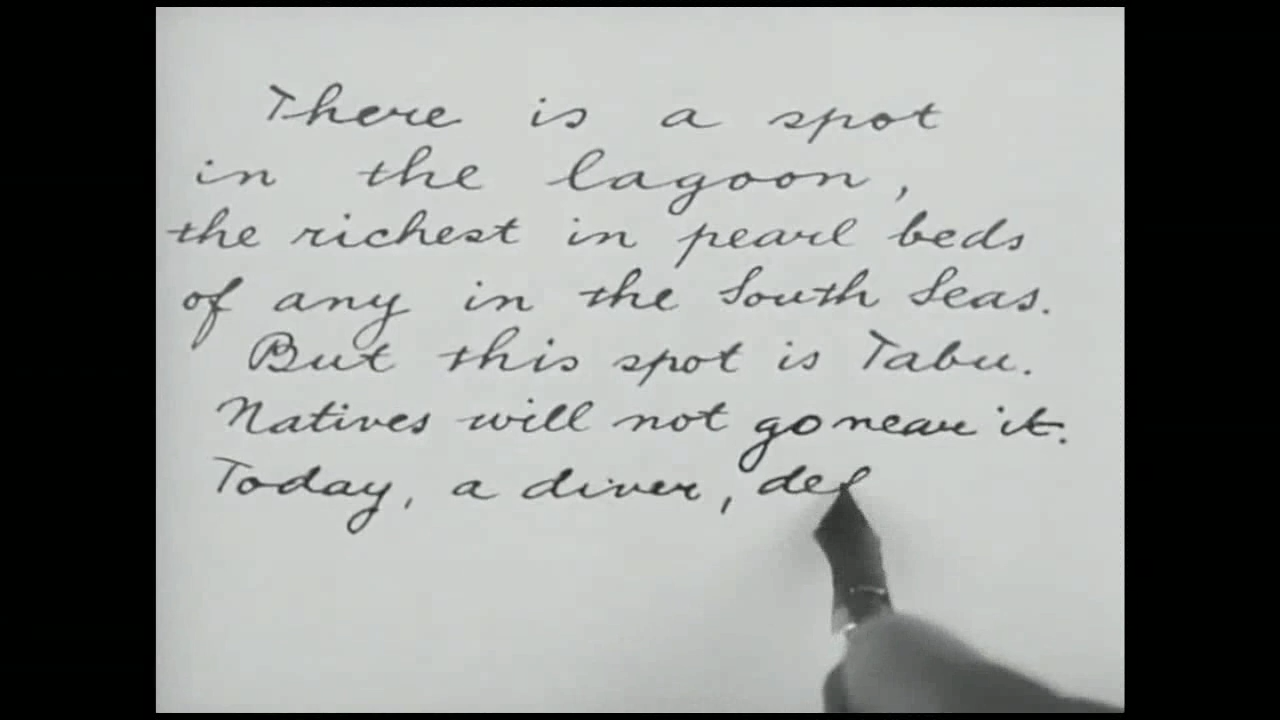 There is a spot
in the lagoon,
the richest in pearl beds
of any in the South Seas.
But this spot is Tabu.
Natives will not go near it.
Today, a diver, def